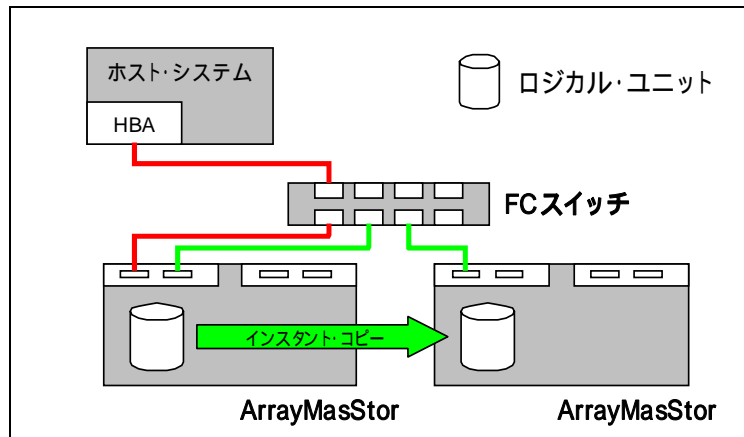 ホスト･システム
HBA
ロジカル･ユニット
FCスイッチ
インスタント･コピー
ArrayMasStor
ArrayMasStor